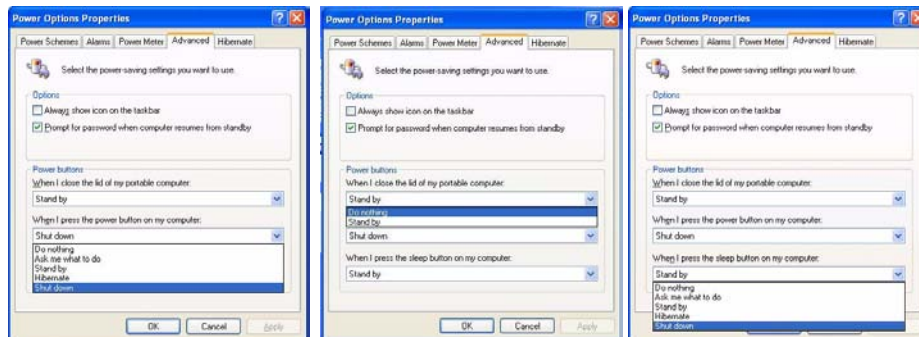 Power Options Properties
Power Schemes Alarms Power Meter Advanced Hibernate
Select the power-saving settings you want to use.
Options
Always show icon on the taskbar
Prompt for password when computer resumes from standby
Power buttons
When I close the lid of my portable computer:
Stand by
When I press the power button on my computer:
Shut down
Do nothing
Ask me what to do
Stand by
Hibernate
Shut down
OK Cancel Apply
Power Options Properties
Power Schemes Alarms Power Meter Advanced Hibernate
Select the power-saving settings you want to use.
Options
Always show icon on the taskbar
Prompt for password when computer resumes from standby
Power buttons
When I close the lid of my portable computer:
Stand by
Do nothing
Stand by
Shut down
When I press the sleep button on my computer:
Stand by
OK Cancel Apply
Power Options Properties
Power Schemes Alarms Power Meter Advanced Hibernate
Select the power-saving settings you want to use.
Options
Always show icon on the taskbar
Prompt for password when computer resumes from standby
Power buttons
When I close the lid of my portable computer:
Stand by
When I press the power button on my computer:
Shut down
When I press the sleep button on my computer:
Stand by
Do nothing
Ask me what to do
Stand by
Hibernate
Shut down